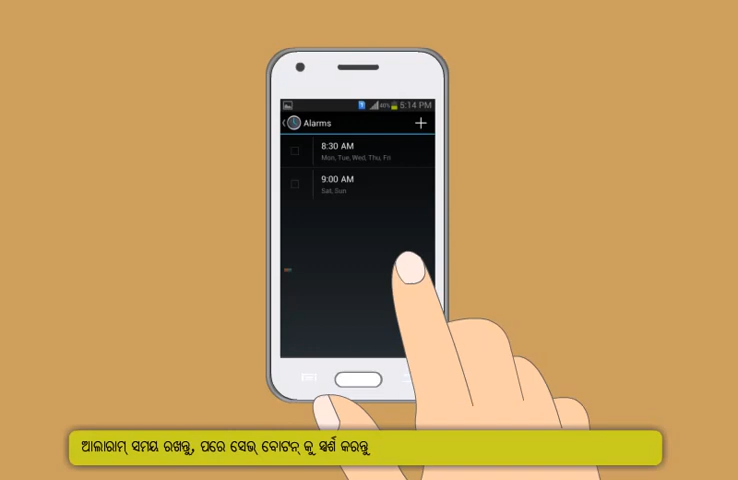 40% 5:14 PM
Alarms
8:30 AM
Mon, Tue, Wed, Thu, Fri
9:00 AM
Sat, Sun
ଆଲାରାମ୍ ସମୟ ରଖନ୍ତୁ, ପରେ ସେଭ୍ ବୋଟନ୍ କୁ ସ୍ପର୍ଶ କରନ୍ତୁ